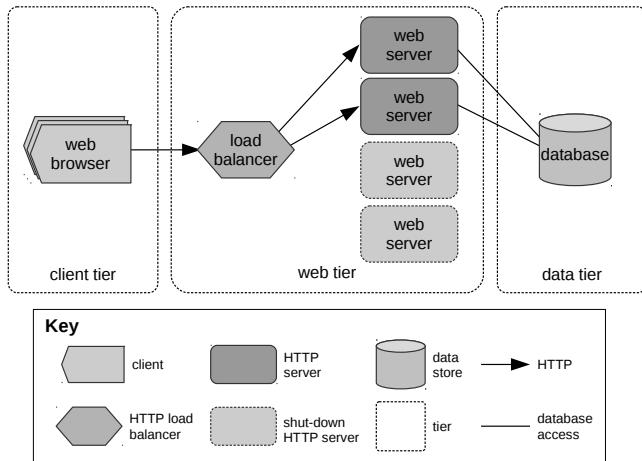 web
browser
client tier
load
balancer
web
server
web
server
web
server
web
server
web tier
database
data tier
Key
client
HTTP
server
data
store
HTTP
HTTP load
balancer
shut-down
HTTP server
tier
database
access